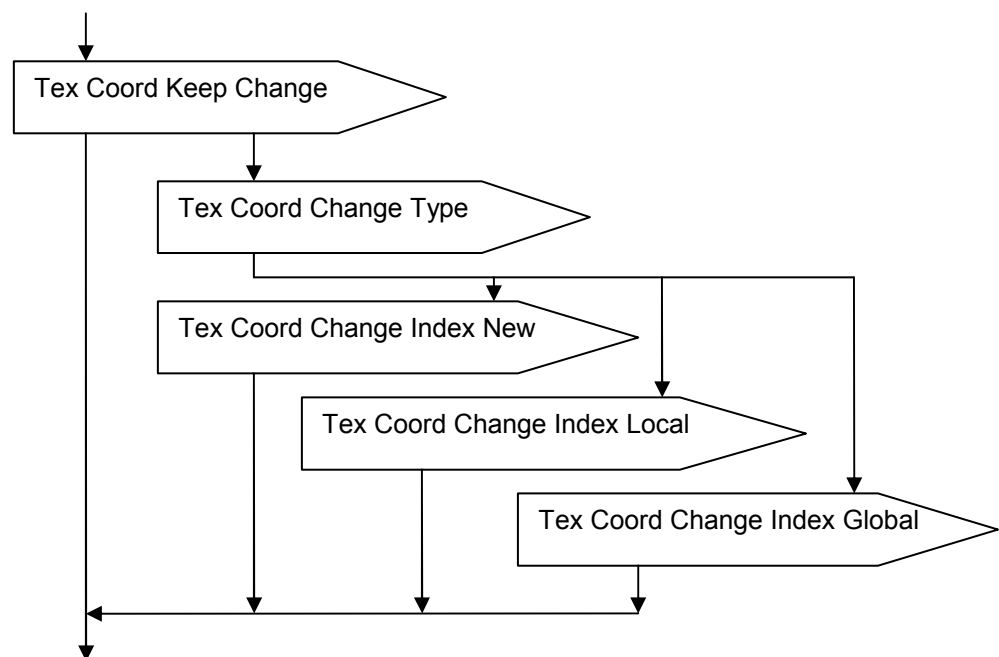 Tex Coord Keep Change
Tex Coord Change Type
Tex Coord Change Index New
Tex Coord Change Index Local
Tex Coord Change Index Global